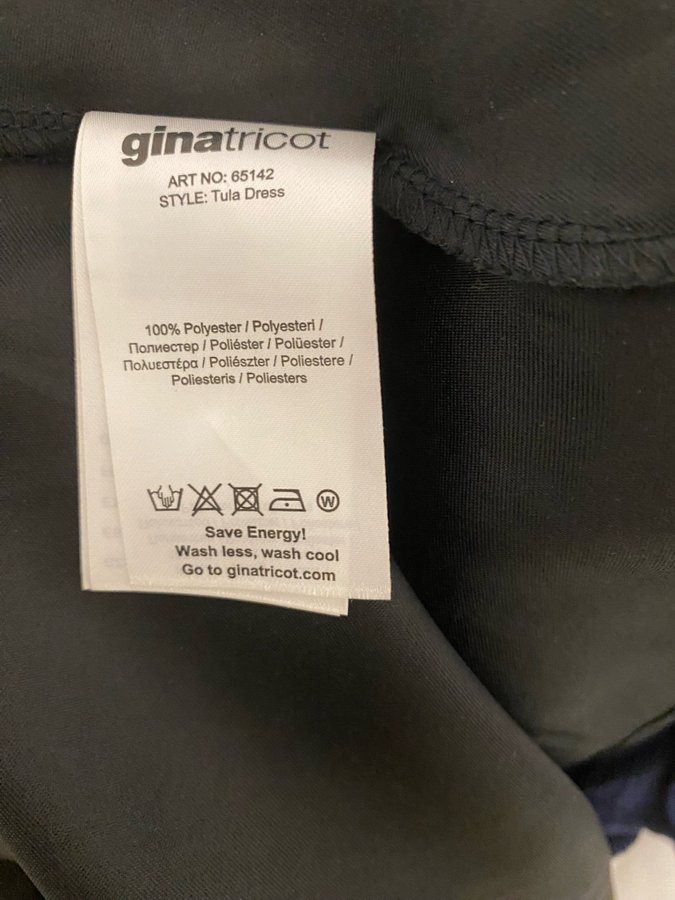 ginatricot
ART NO: 65142
STYLE: Tula Dress
100% Polyester / Polyesteri /
Полиестер / Poliéster / Polüester /
Πολυεστέρα / Poliészter / Poliestere /
Poliesteris / Poliesters
W
Save Energy!
Wash less, wash cool
Go to ginatricot.com